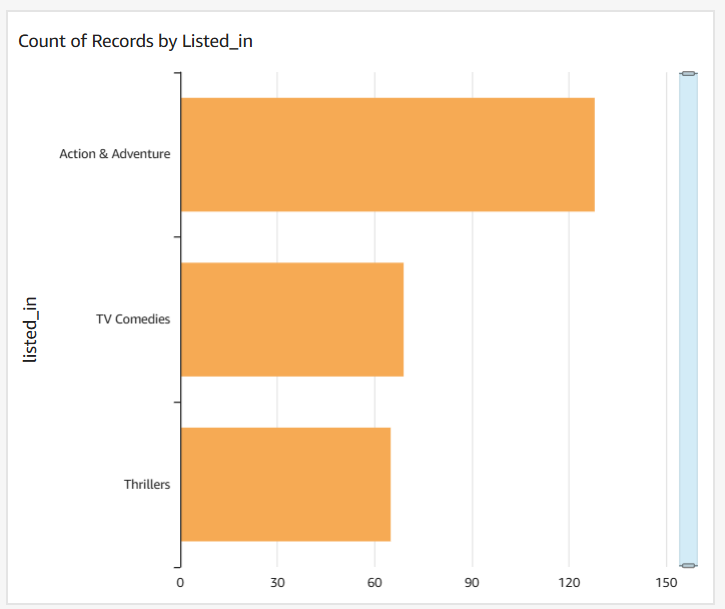 Count of Records by Listed_in
Action & Adventure
TV Comedies
Thrillers
listed_in
0 30 60 90 120 150